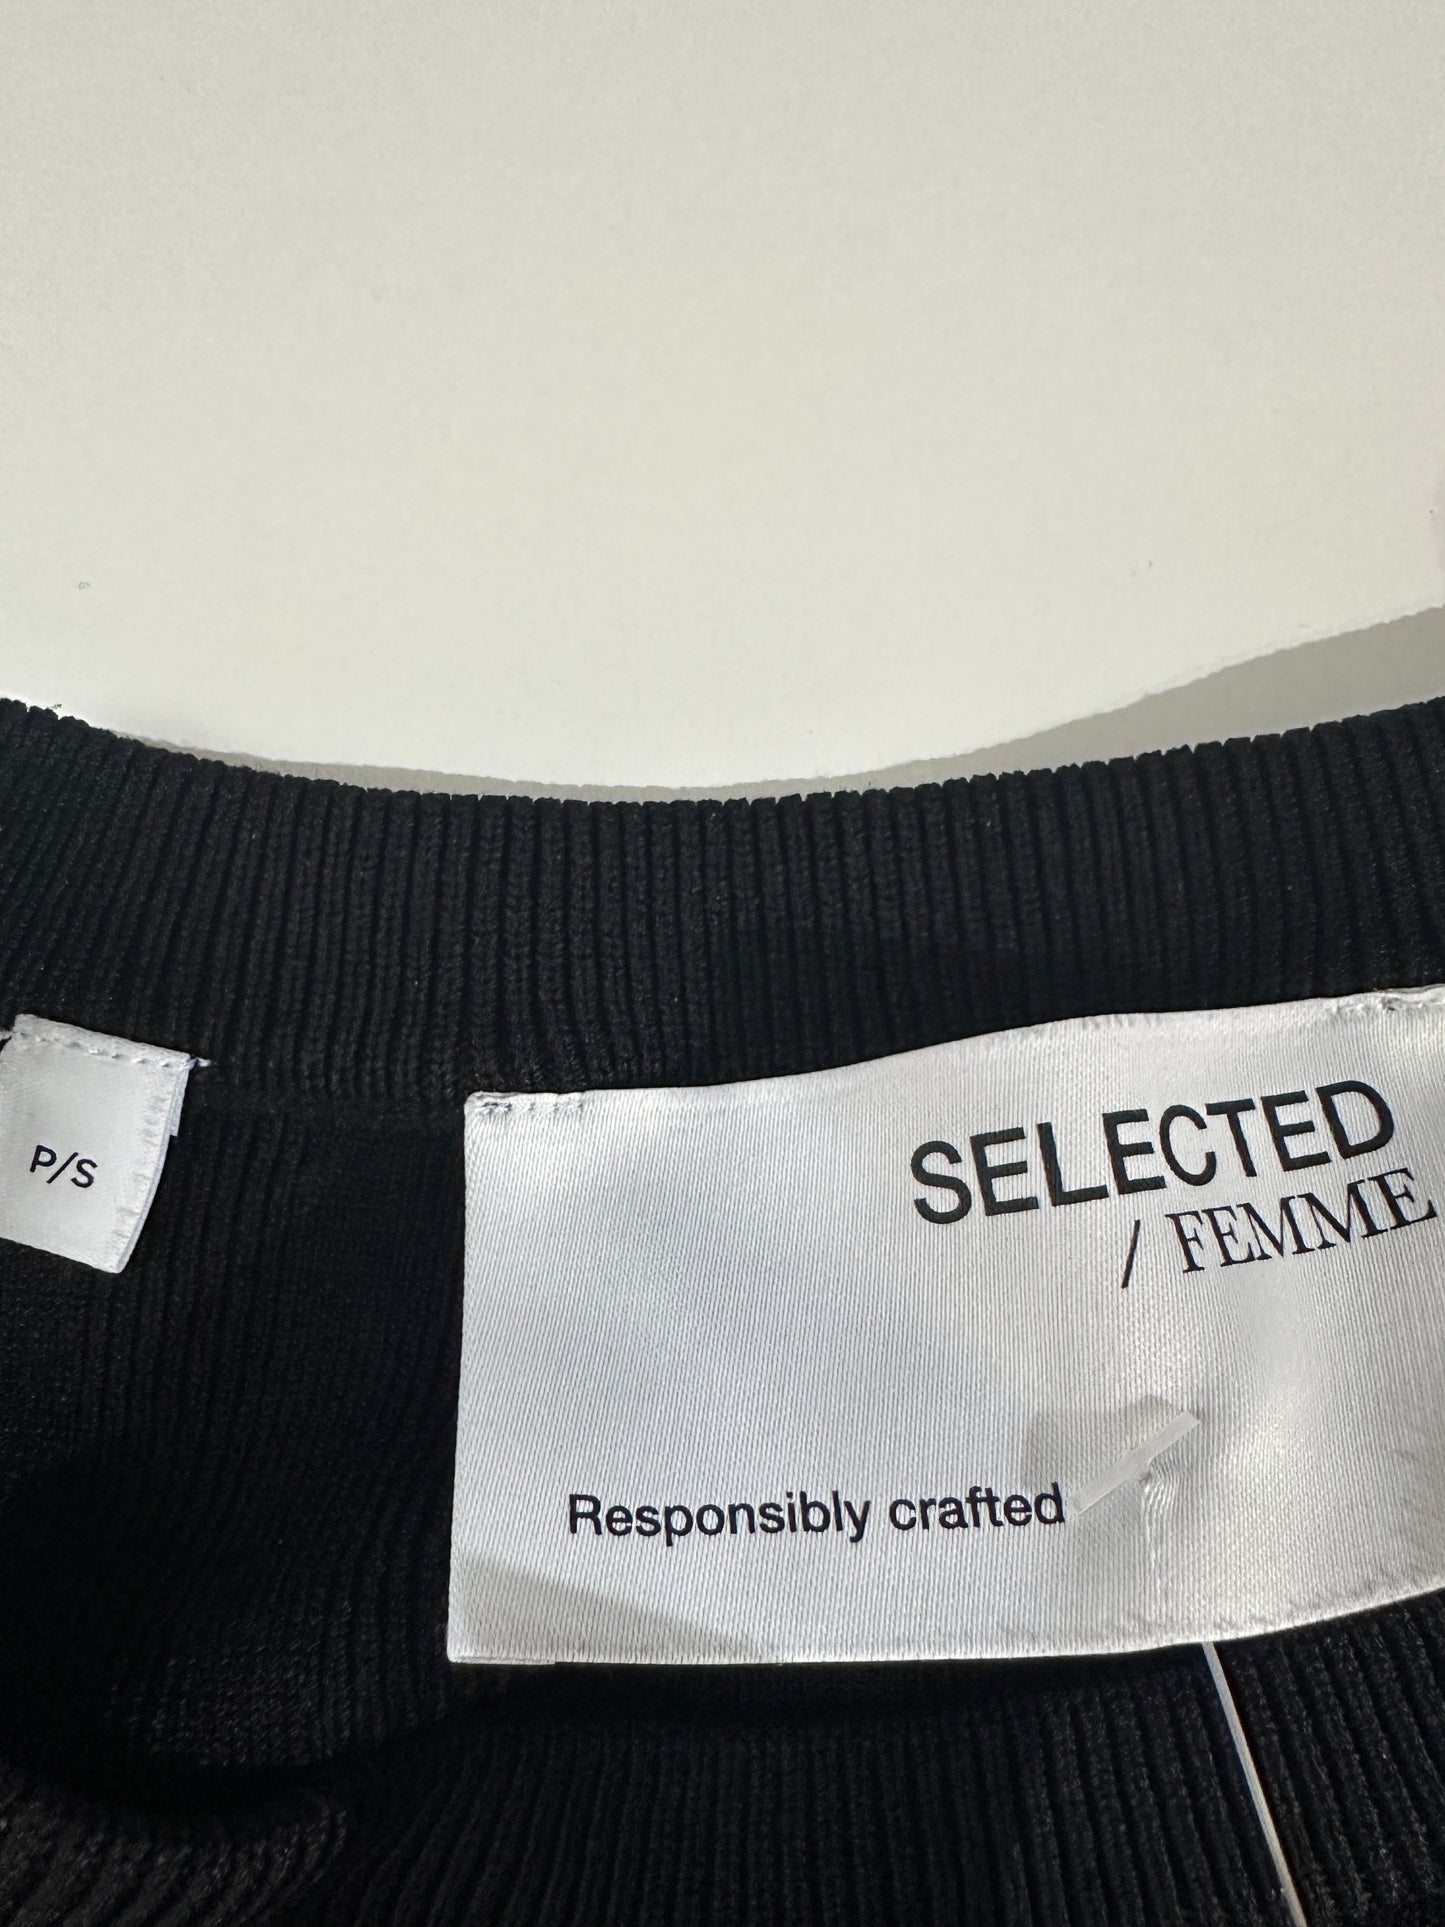 P/S
SELECTED
/ FEMME
Responsibly crafted